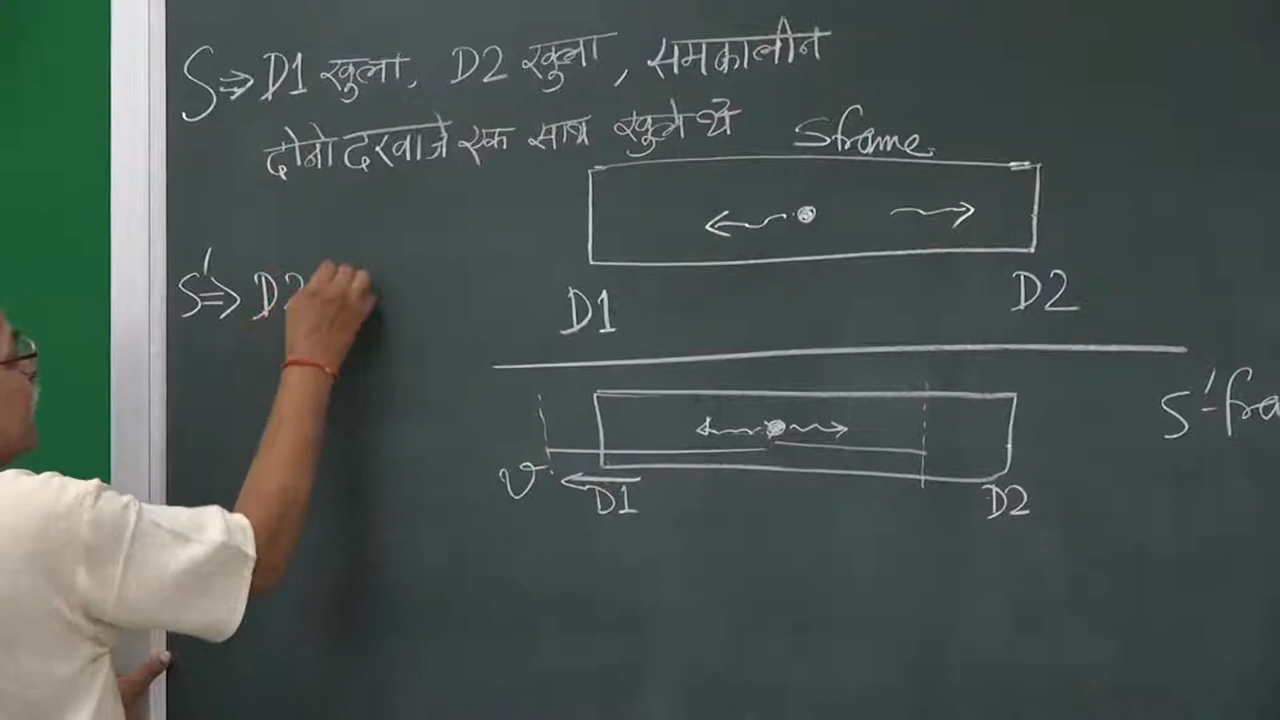 S ⇒ D1 खुला, D2 खुला, समकालीन
दोनो दरवाजे एक साथ खुले थे
S frame
D1
D2
S' ⇒ D2
S'-fra
v
D1
D2